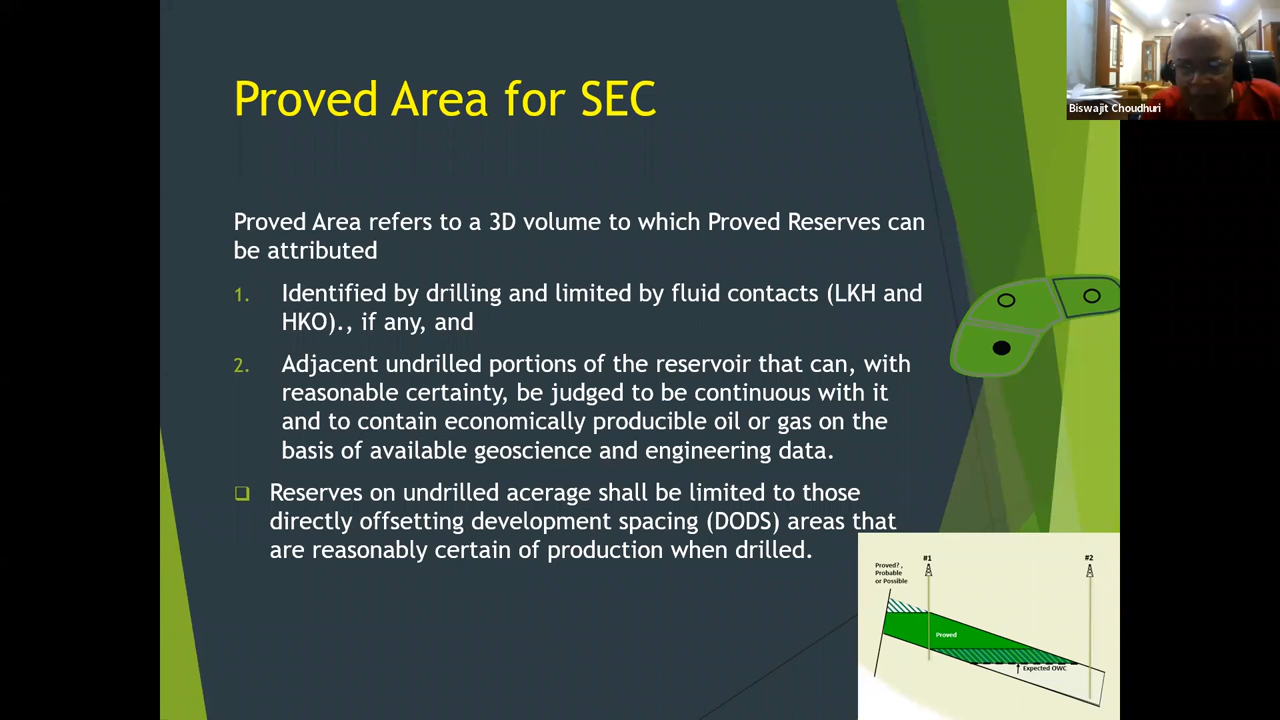 Proved Area for SEC
Biswajit Choudhuri
Proved Area refers to a 3D volume to which Proved Reserves can
be attributed
1. Identified by drilling and limited by fluid contacts (LKH and
HKO)., if any, and
2. Adjacent undrilled portions of the reservoir that can, with
reasonable certainty, be judged to be continuous with it
and to contain economically producible oil or gas on the
basis of available geoscience and engineering data.
Reserves on undrilled acerage shall be limited to those
directly offsetting development spacing (DODS) areas that
are reasonably certain of production when drilled.
#1
#2
Proved?,
Probable
or Possible
Proved
Expected OWC